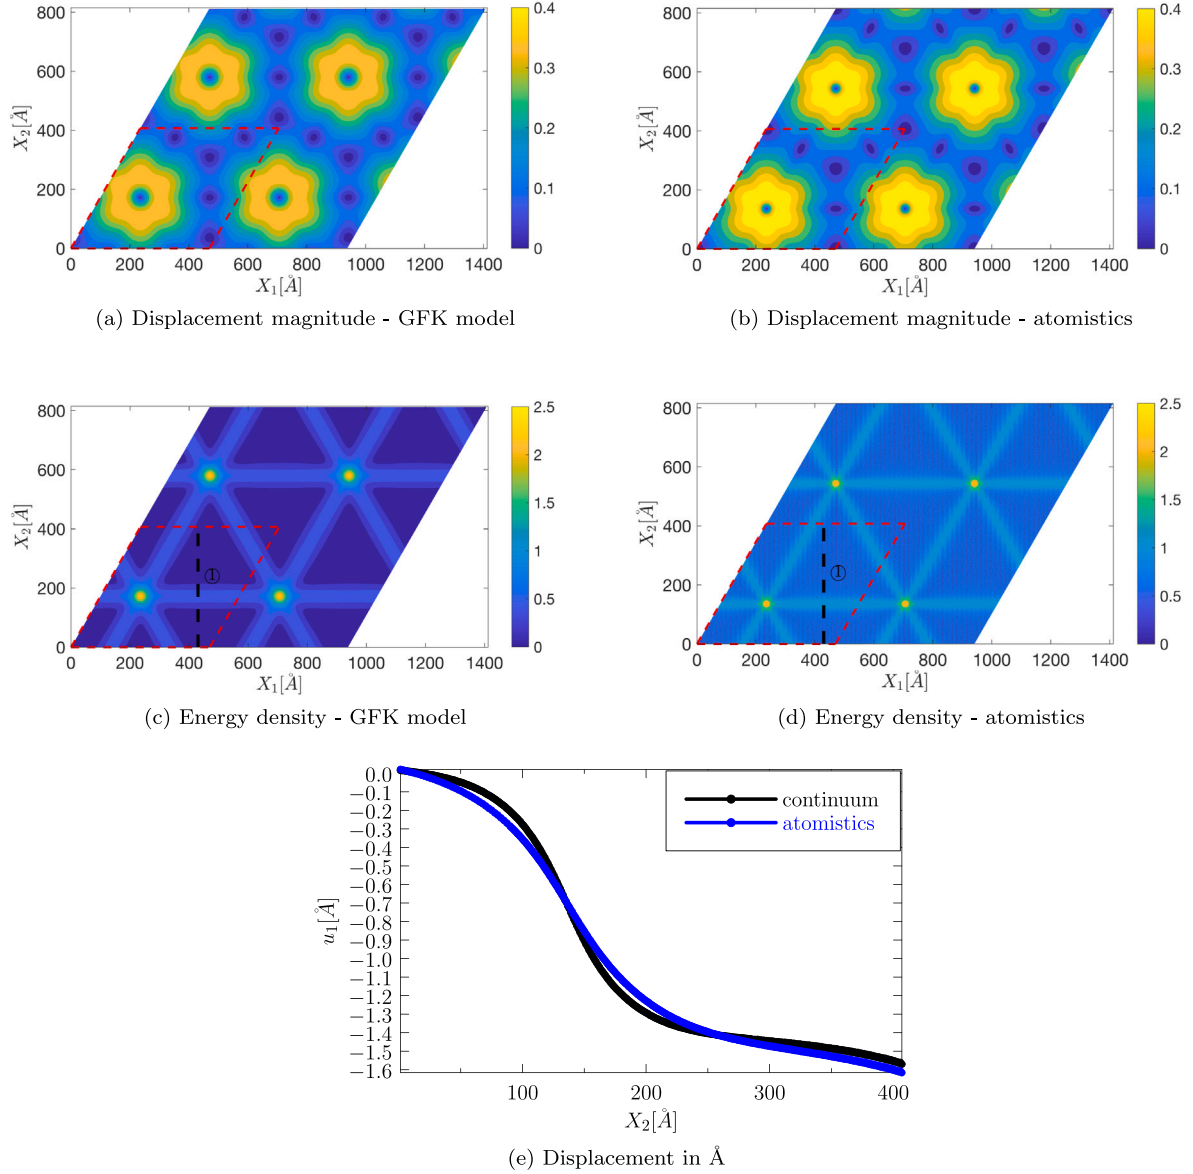 800
600
400
200
0
X₂[Å]
0 200 400 600 800 1000 1200 1400
X₁[Å]
0.4
0.3
0.2
0.1
0
(a) Displacement magnitude - GFK model
800
600
400
200
0
X₂[Å]
0 200 400 600 800 1000 1200 1400
X₁[Å]
0.4
0.3
0.2
0.1
0
(b) Displacement magnitude - atomistics
800
600
400
200
0
X₂[Å]
①
0 200 400 600 800 1000 1200 1400
X₁[Å]
2.5
2
1.5
1
0.5
0
(c) Energy density - GFK model
800
600
400
200
0
X₂[Å]
①
0 200 400 600 800 1000 1200 1400
X₁[Å]
2.5
2
1.5
1
0.5
0
(d) Energy density - atomistics
0.0
−0.1
−0.2
−0.3
−0.4
−0.5
−0.6
−0.7
−0.8
−0.9
−1.0
−1.1
−1.2
−1.3
−1.4
−1.5
−1.6
u₁[Å]
continuum
atomistics
100 200 300 400
X₂[Å]
(e) Displacement in Å